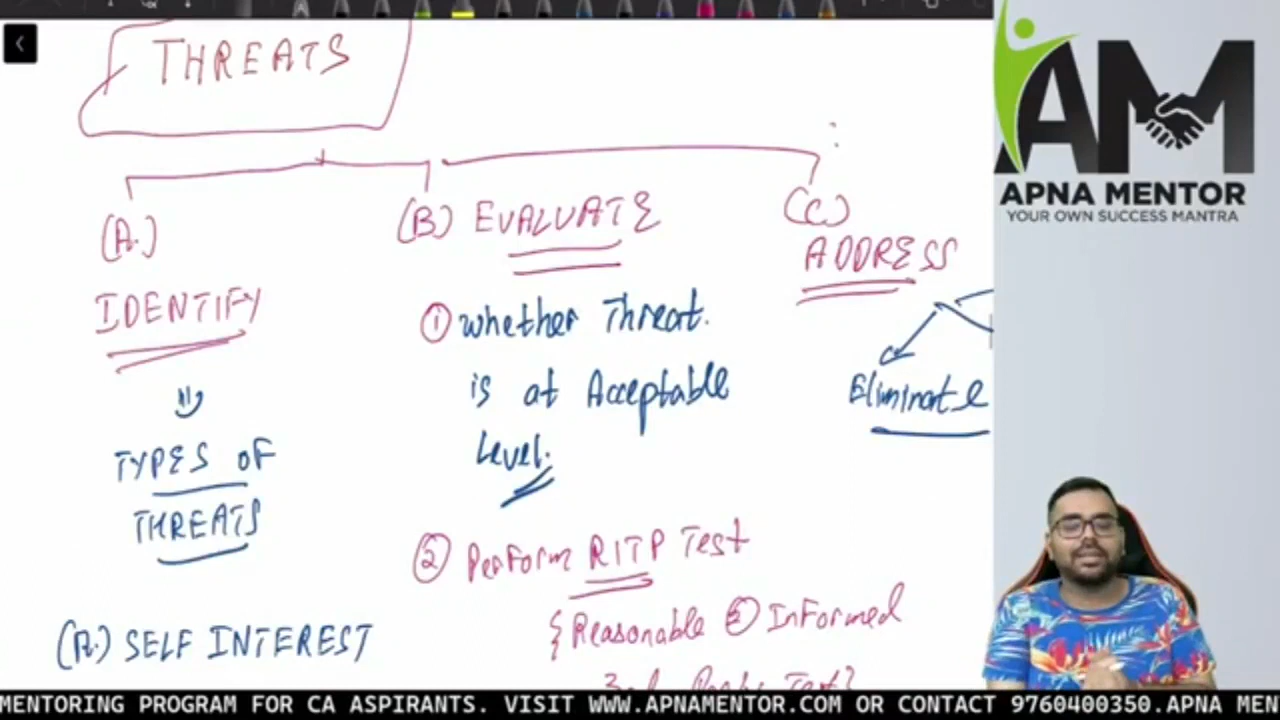 THREATS
(A.)
IDENTIFY
TYPES OF
THREATS
(A.) SELF INTEREST
(B) EVALUATE
① Whether Threat.
is at Acceptable
Level.
② Perform RITP Test
{Reasonable & Informed
Test}
(C)
ADDRESS
Eliminate
AM
APNA MENTOR
YOUR OWN SUCCESS MANTRA
MENTORING PROGRAM FOR CA ASPIRANTS. VISIT WWW.APNAMENTOR.COM OR CONTACT 9760400350.APNA MEN